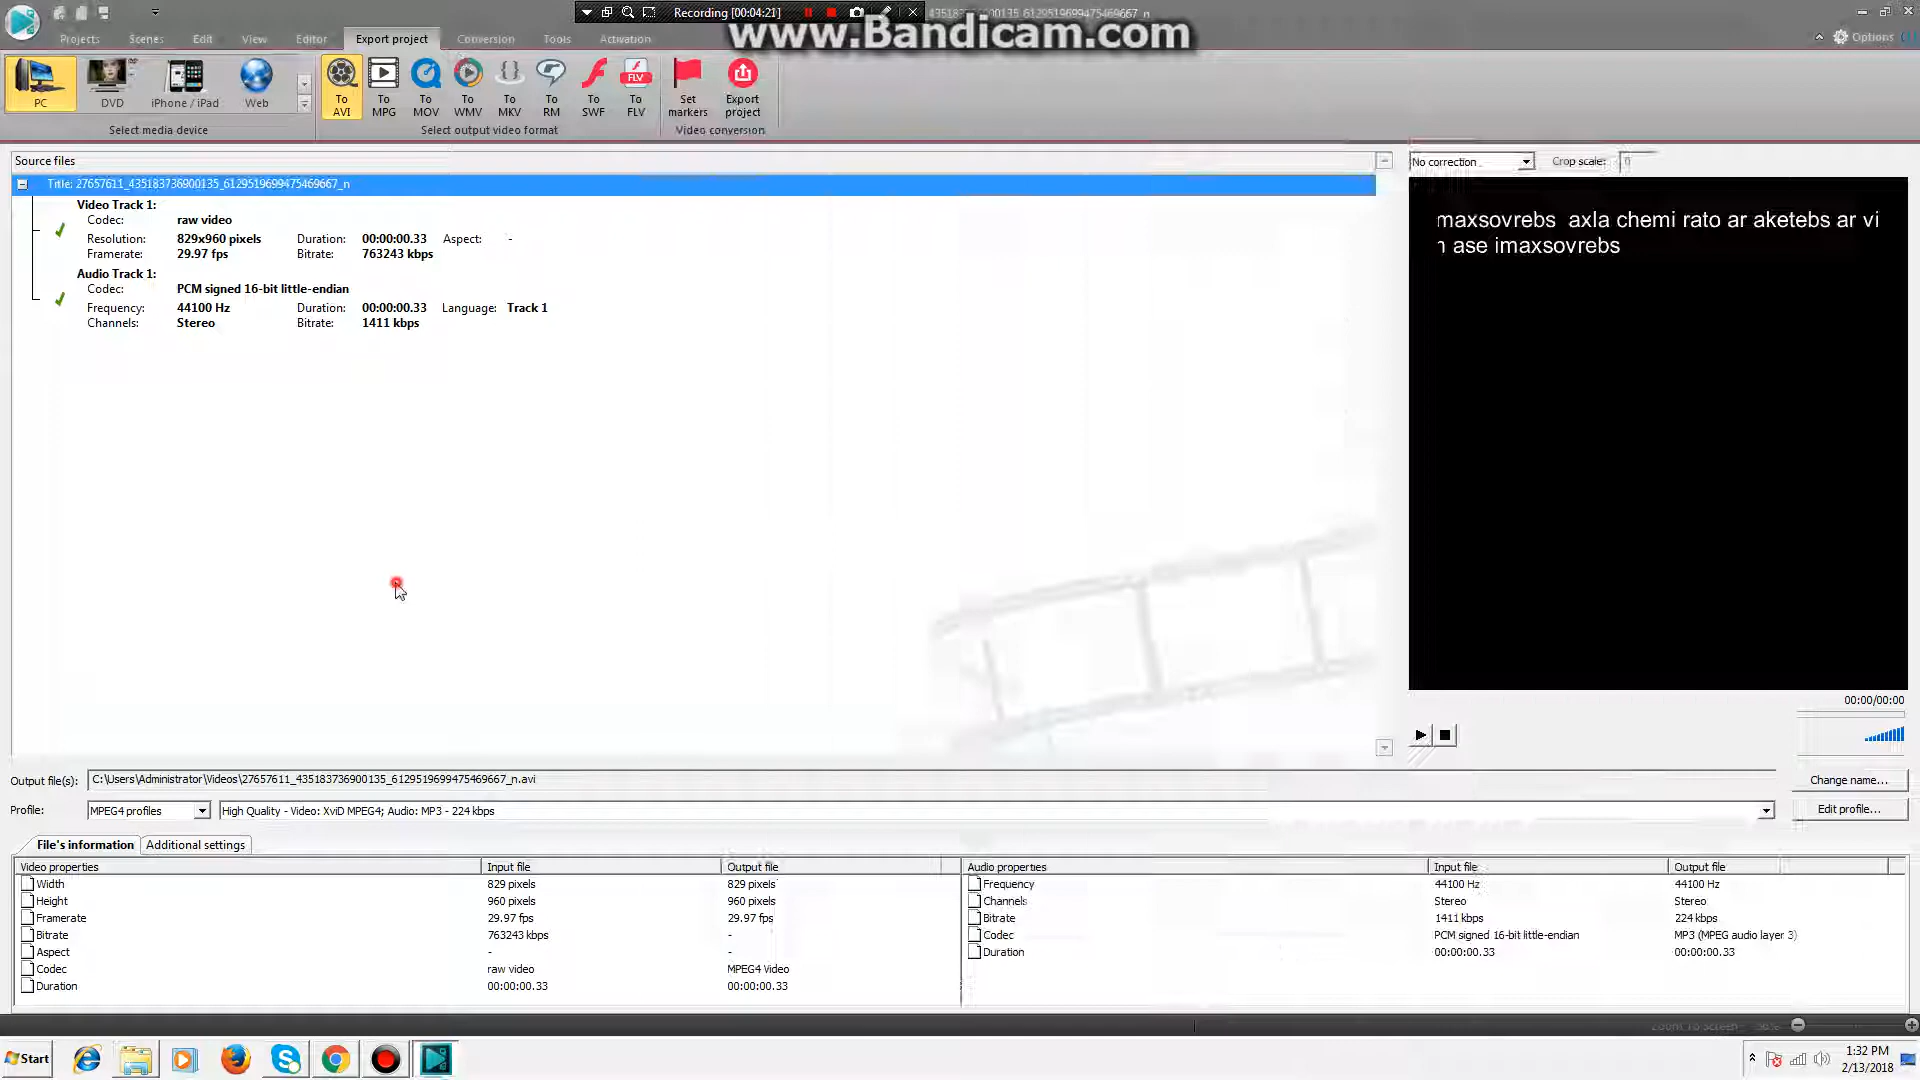 Recording [00:04:21]
435183736900135_6129519699475469667_n
www.Bandicam.com
Projects Scenes Edit View Editor Export project Conversion Tools Activation Options
PC DVD iPhone / iPad Web
To AVI To MPG To MOV To WMV To MKV To RM To SWF To FLV Set markers Export project
Select media device Select output video format Video conversion
Source files
No correction Crop scale: 0
Title: 27657611_435183736900135_6129519699475469667_n
Video Track 1:
Codec: raw video
Resolution: 829x960 pixels Duration: 00:00:00.33 Aspect: -
Framerate: 29.97 fps Bitrate: 763243 kbps
Audio Track 1:
Codec: PCM signed 16-bit little-endian
Frequency: 44100 Hz Duration: 00:00:00.33 Language: Track 1
Channels: Stereo Bitrate: 1411 kbps
maxsovrebs axla chemi rato ar aketebs ar vi
n ase imaxsovrebs
00:00/00:00
Output file(s): C:\Users\Administrator\Videos\27657611_435183736900135_6129519699475469667_n.avi Change name...
Profile: MPEG4 profiles High Quality - Video: XviD MPEG4; Audio: MP3 - 224 kbps Edit profile...
File's information Additional settings
Video properties Input file Output file Audio properties Input file Output file
Width 829 pixels 829 pixels Frequency 44100 Hz 44100 Hz
Height 960 pixels 960 pixels Channels Stereo Stereo
Framerate 29.97 fps 29.97 fps Bitrate 1411 kbps 224 kbps
Bitrate 763243 kbps - Codec PCM signed 16-bit little-endian MP3 (MPEG audio layer 3)
Aspect - - Duration 00:00:00.33 00:00:00.33
Codec raw video MPEG4 Video
Duration 00:00:00.33 00:00:00.33
Zoom To Screen
Start
1:32 PM
2/13/2018